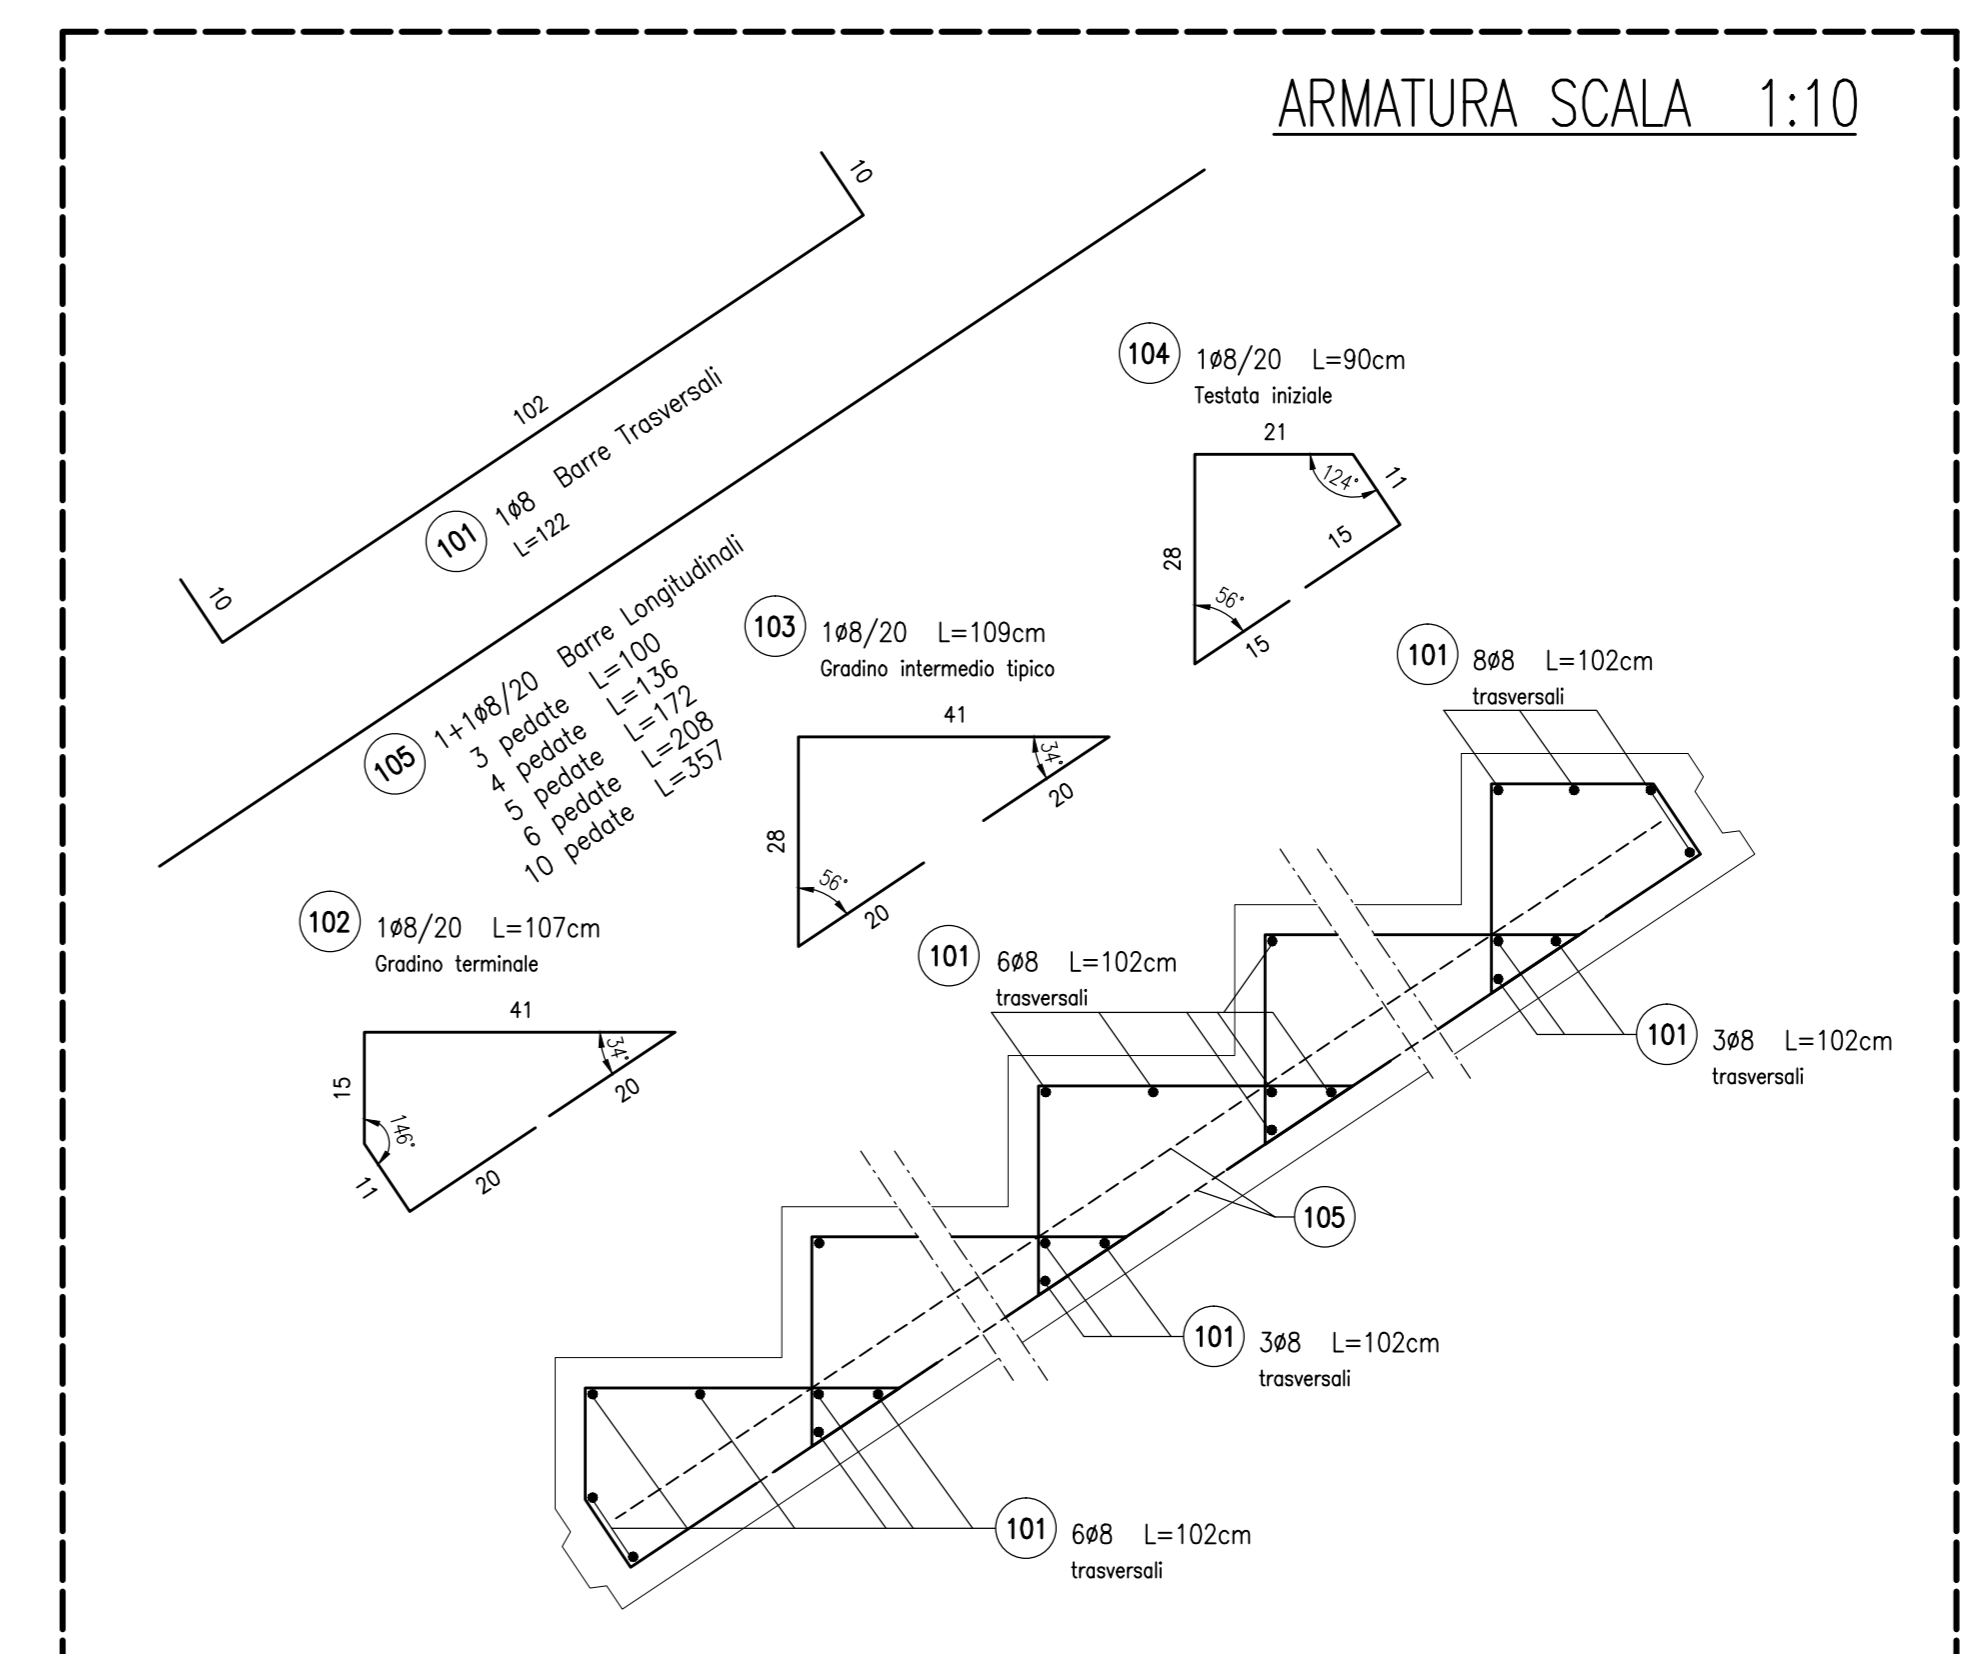 ARMATURA SCALA 1:10
10
102
10
101 1ø8 Barre Trasversali
L=122
105 1+1ø8/20 Barre Longitudinali
3 pedate L=100
4 pedate L=136
5 pedate L=172
6 pedate L=208
10 pedate L=357
104 1ø8/20 L=90cm
Testata iniziale
21
124°
11
28
15
56°
15
103 1ø8/20 L=109cm
Gradino intermedio tipico
41
34°
20
28
56°
20
102 1ø8/20 L=107cm
Gradino terminale
41
34°
15
20
146°
11
20
101 8ø8 L=102cm
trasversali
101 6ø8 L=102cm
trasversali
101 3ø8 L=102cm
trasversali
105
101 3ø8 L=102cm
trasversali
101 6ø8 L=102cm
trasversali